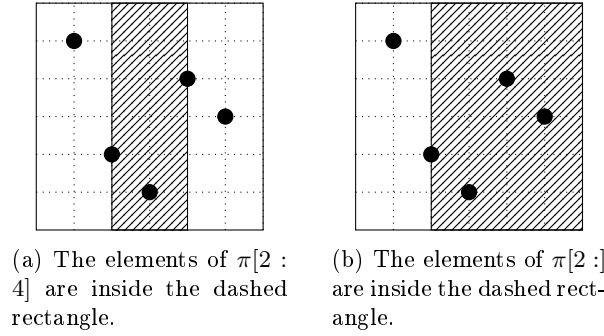 (a) The elements of π[2 :
4] are inside the dashed
rectangle.
(b) The elements of π[2 :]
are inside the dashed rect-
angle.